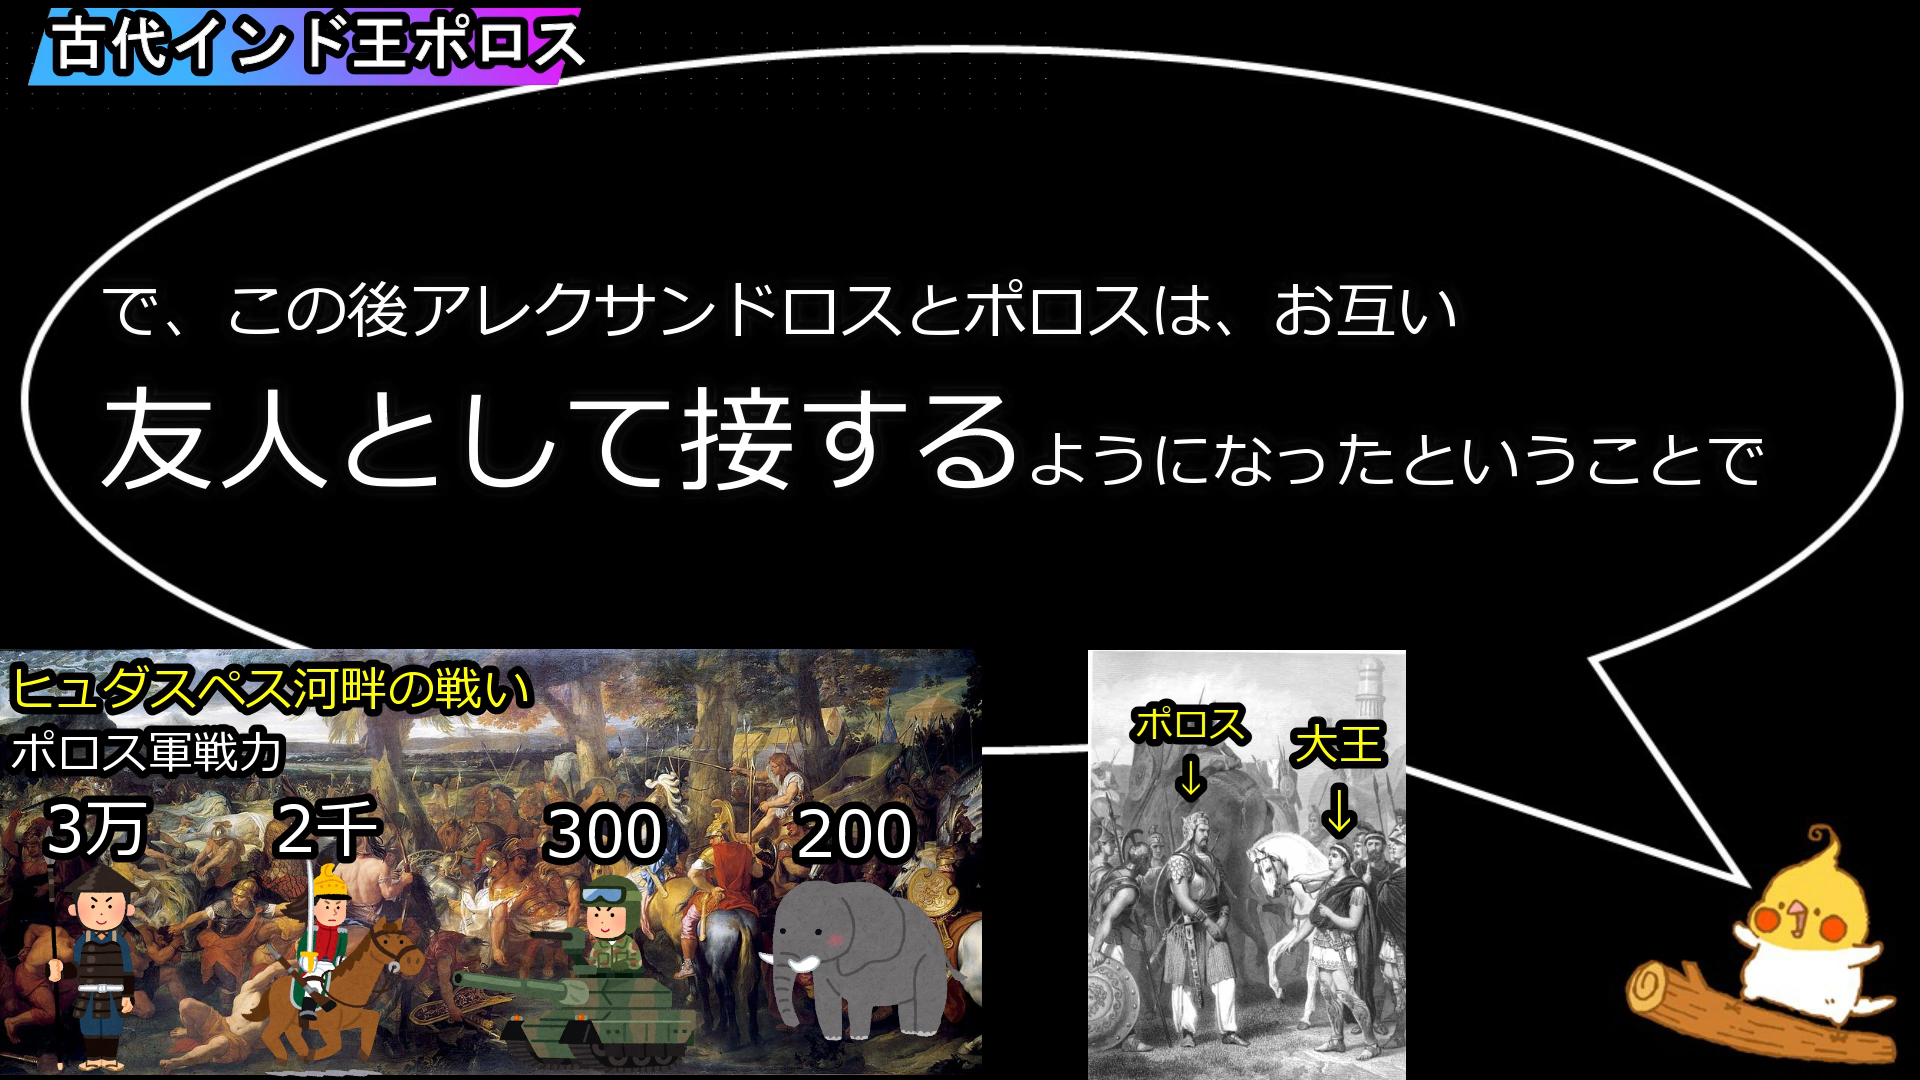 古代インド王ポロス
で、この後アレクサンドロスとポロスは、お互い
友人として接するようになったということで
ヒュダスペス河畔の戦い
ポロス軍戦力
3万 2千 300 200
ポロス
↓
大王
↓